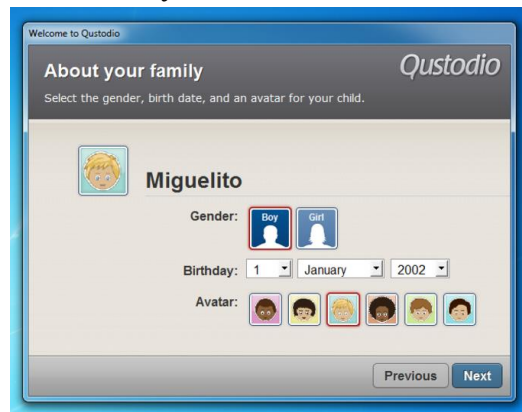 Welcome to Qustodio
About your family
Qustodio
Select the gender, birth date, and an avatar for your child.
Miguelito
Gender:
Boy
Girl
Birthday:
1
January
2002
Avatar:
Previous
Next